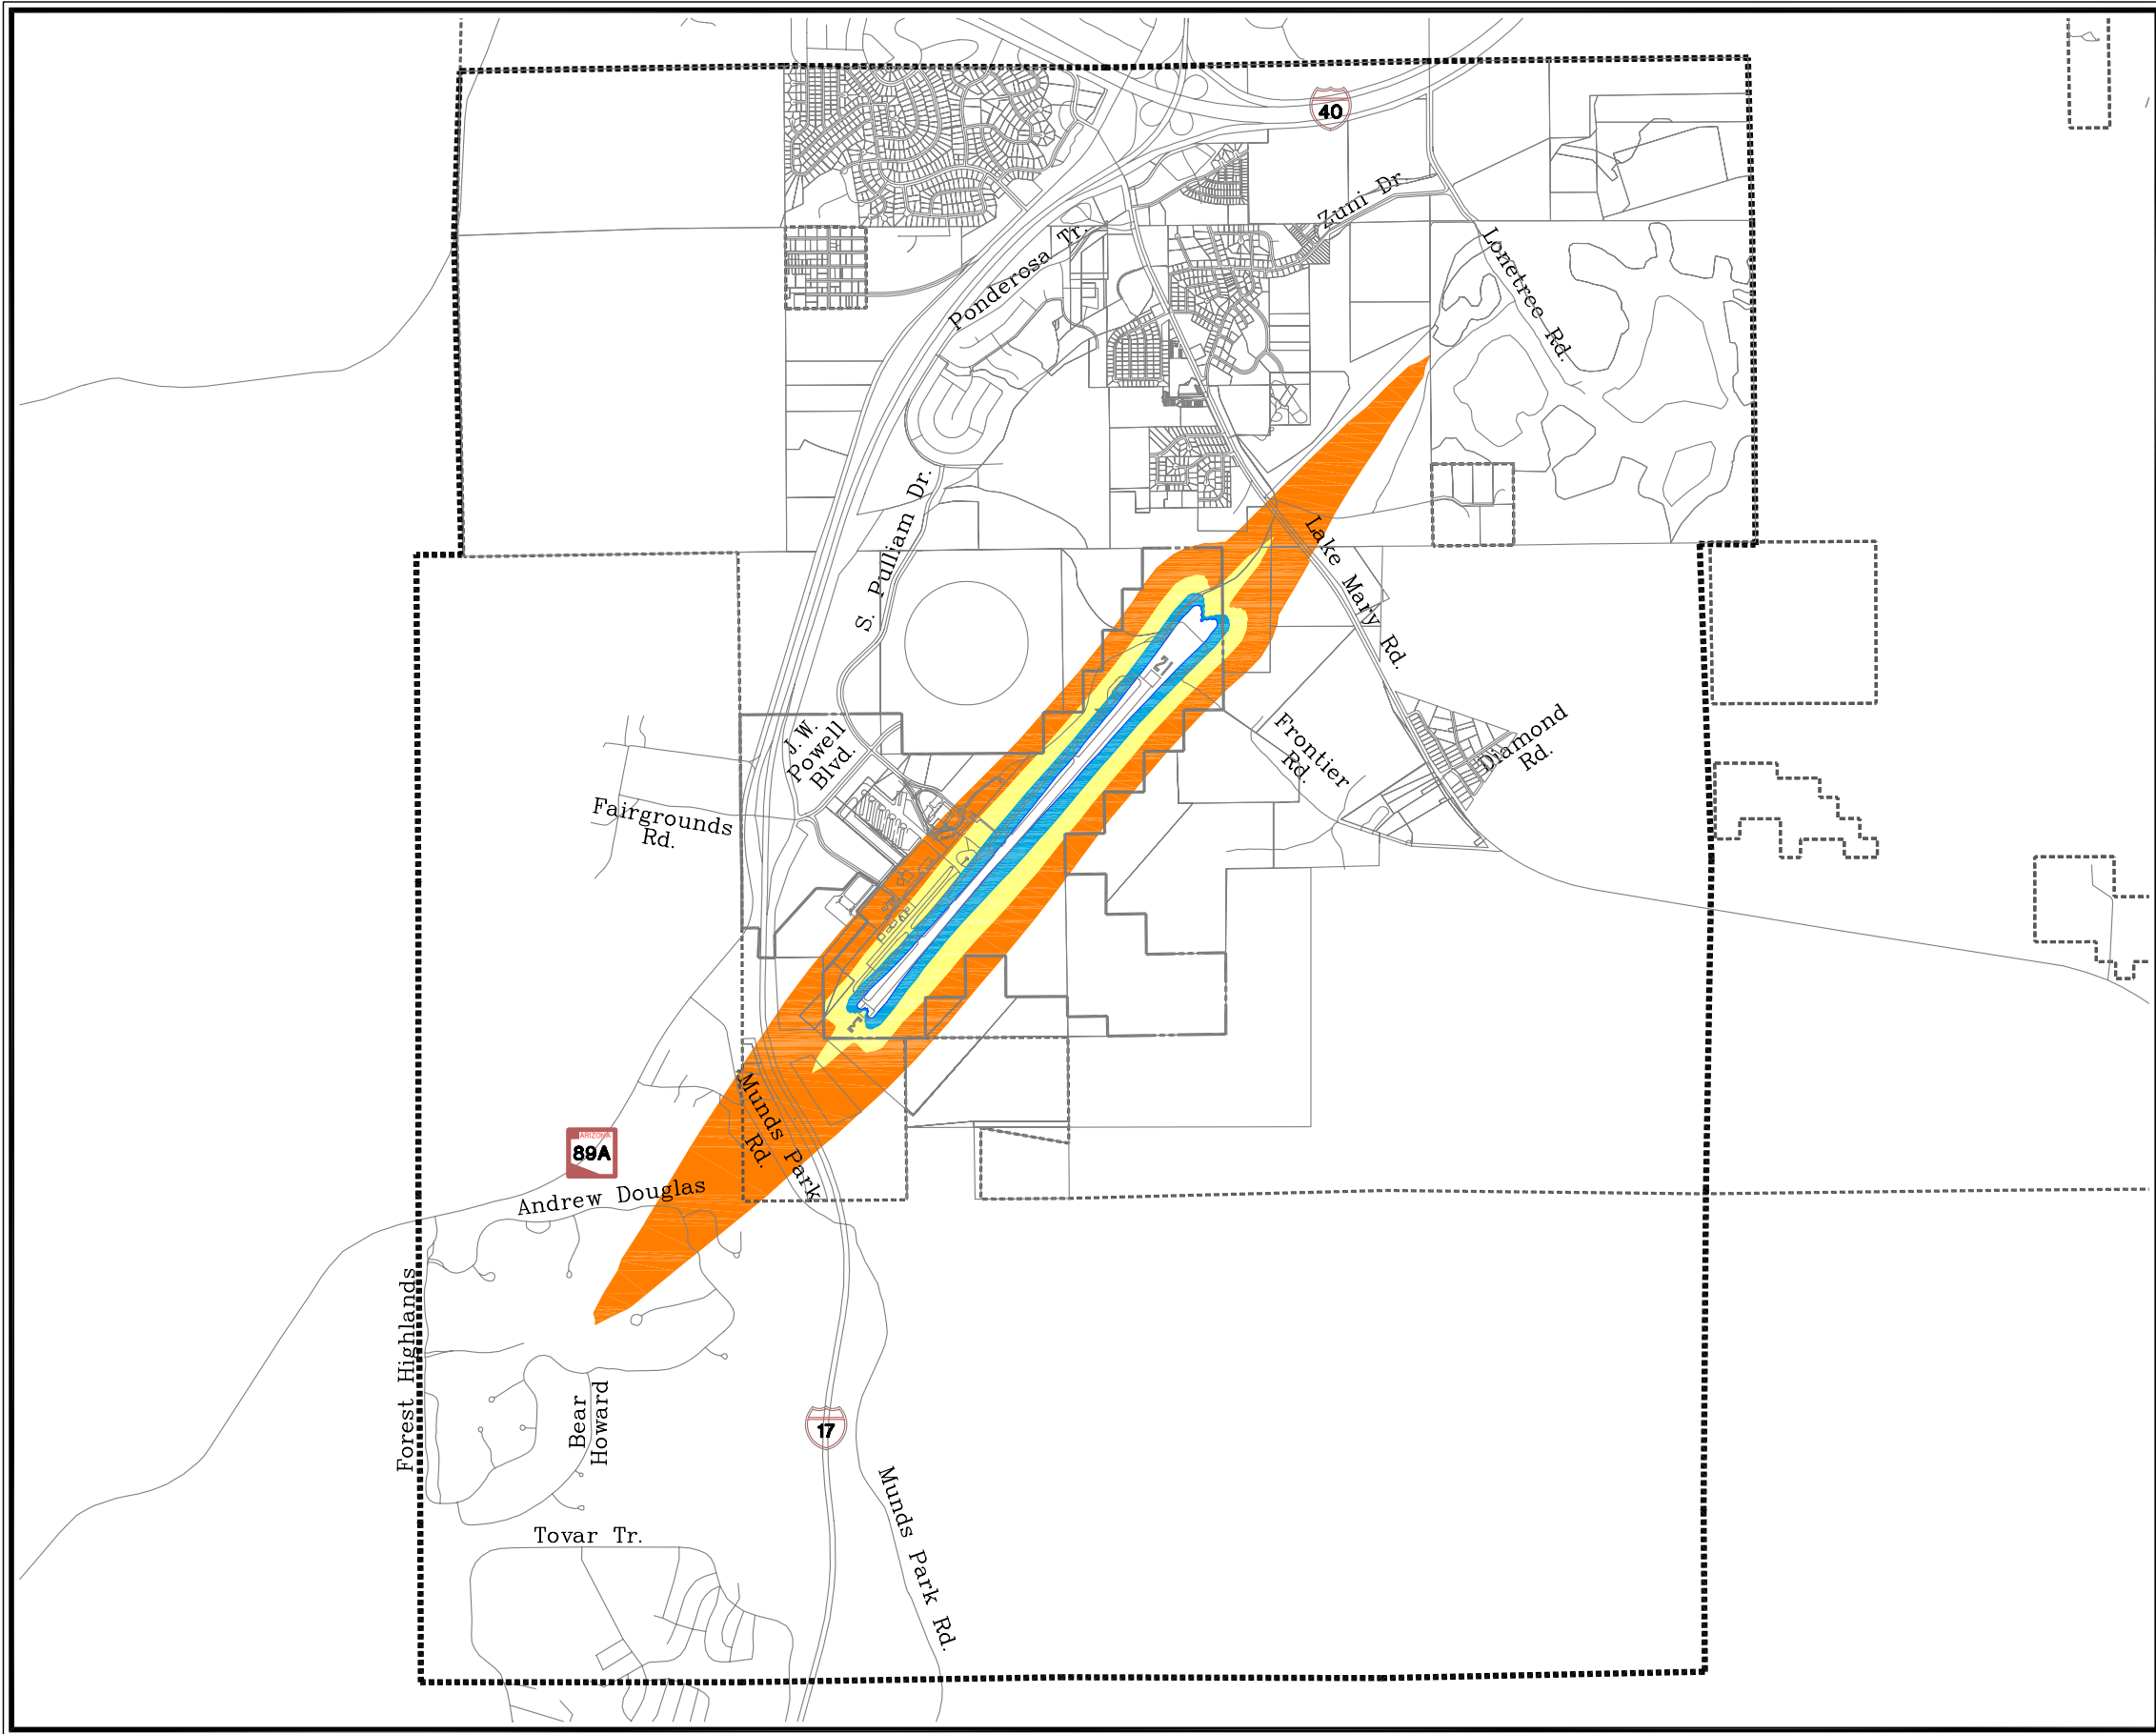 40
Zuni Dr
Ponderosa Tr.
Lonetree Rd.
S. Pulliam Dr.
Lake Mary Rd.
21
J.W.
Powell
Blvd.
Frontier
Rd.
Diamond
Rd.
Fairgrounds
Rd.
3
Munds Park
Rd.
ARIZONA
89A
Andrew Douglas
Forest Highlands
Bear
Howard
17
Munds Park Rd.
Tovar Tr.